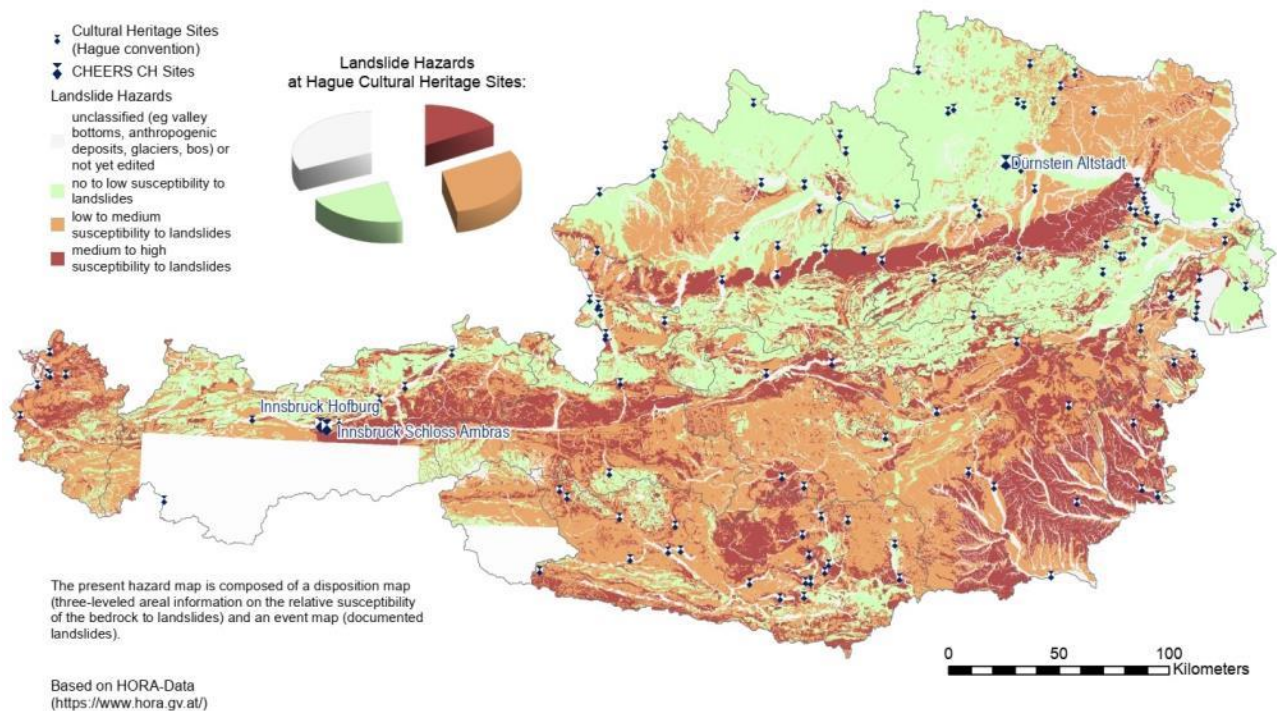 Cultural Heritage Sites
(Hague convention)
CHEERS CH Sites
Landslide Hazards
unclassified (eg valley
bottoms, anthropogenic
deposits, glaciers, bos) or
not yet edited
no to low susceptibility to
landslides
low to medium
susceptibility to landslides
medium to high
susceptibility to landslides
Landslide Hazards
at Hague Cultural Heritage Sites:
Dürnstein Altstadt
Innsbruck Hofburg
Innsbruck Schloss Ambras
The present hazard map is composed of a disposition map
(three-leveled areal information on the relative susceptibility
of the bedrock to landslides) and an event map (documented
landslides).
Based on HORA-Data
(https://www.hora.gv.at/)
0 50 100
Kilometers